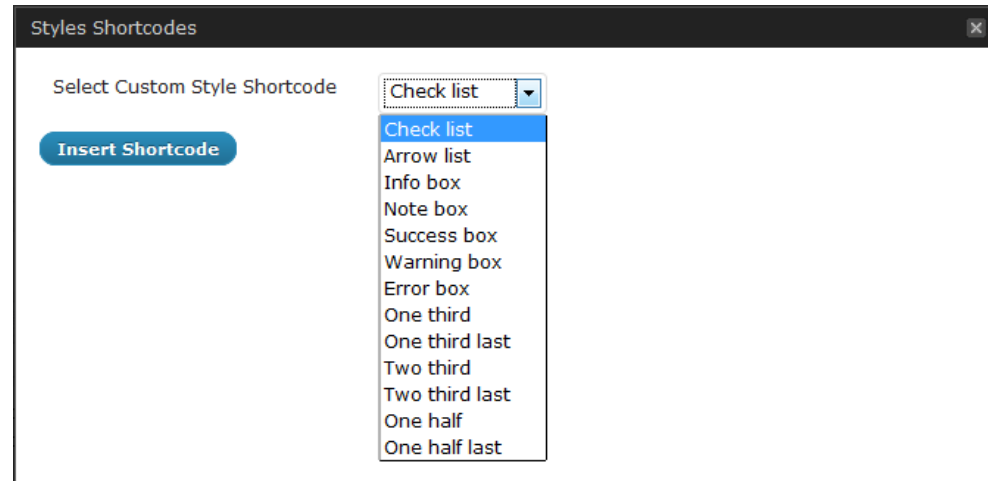 Styles Shortcodes
Select Custom Style Shortcode
Check list
Insert Shortcode
Check list
Arrow list
Info box
Note box
Success box
Warning box
Error box
One third
One third last
Two third
Two third last
One half
One half last